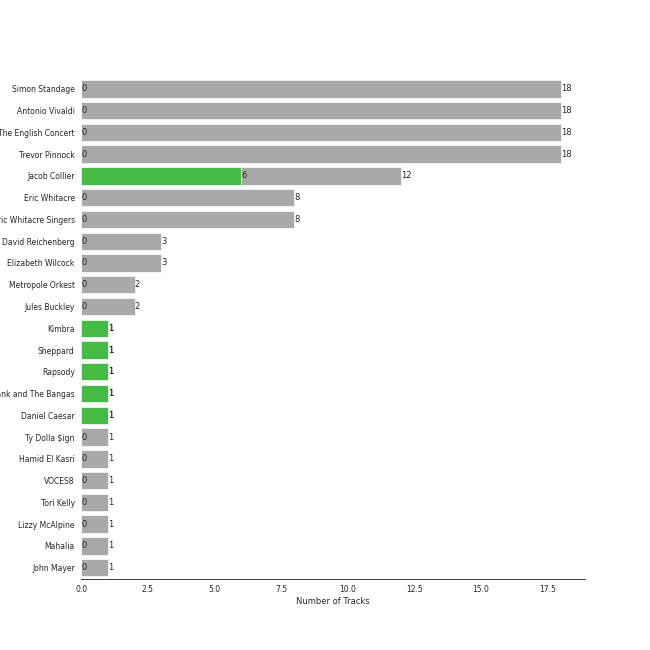 Simon Standage 0 18
Antonio Vivaldi 0 18
The English Concert 0 18
Trevor Pinnock 0 18
Jacob Collier 6 12
Eric Whitacre 0 8
ric Whitacre Singers 0 8
David Reichenberg 0 3
Elizabeth Wilcock 0 3
Metropole Orkest 0 2
Jules Buckley 0 2
Kimbra 1
Sheppard 1
Rapsody 1
nk and The Bangas 1
Daniel Caesar 1
Ty Dolla $ign 0 1
Hamid El Kasri 0 1
VOCES8 0 1
Tori Kelly 0 1
Lizzy McAlpine 0 1
Mahalia 0 1
John Mayer 0 1
0.0 2.5 5.0 7.5 10.0 12.5 15.0 17.5
Number of Tracks